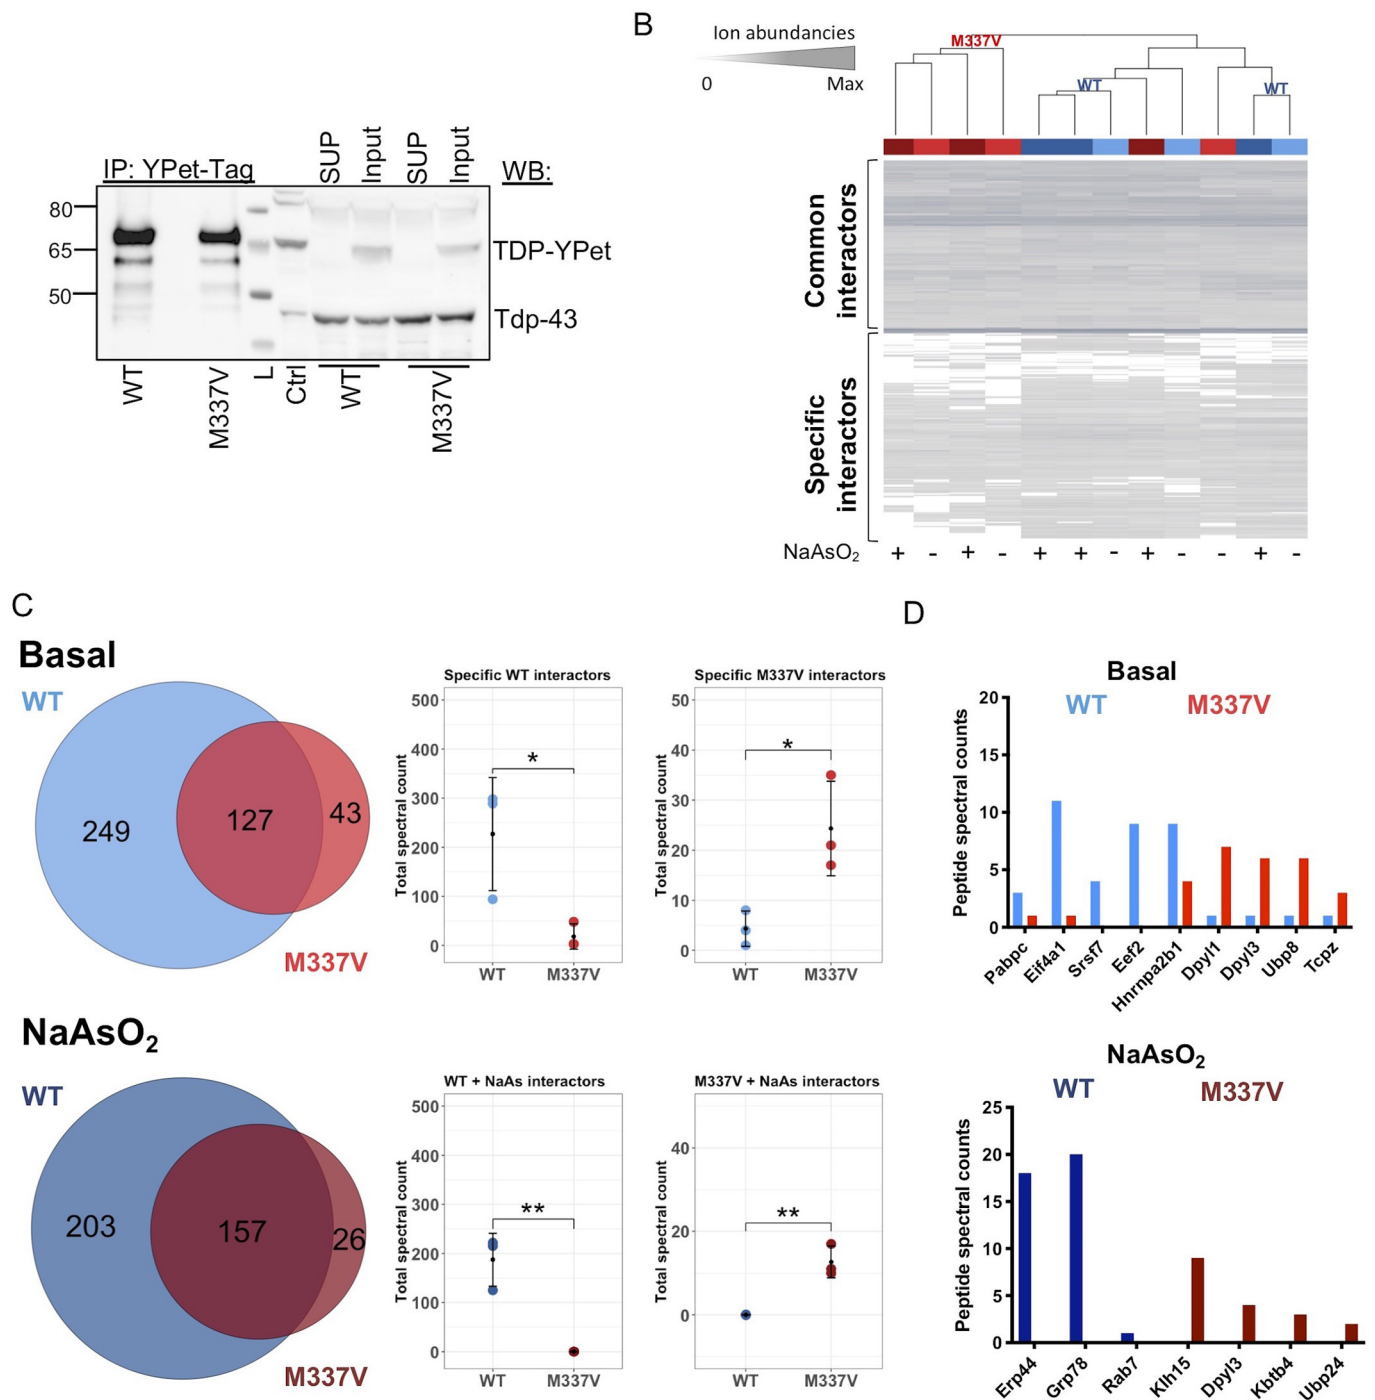 B
Ion abundancies
0 Max
M337V
WT
WT
Common interactors
Specific interactors
NaAsO2 + - + - + + - + - - + -
IP: YPet-Tag
SUP Input SUP Input
WB:
80
65
50
TDP-YPet
Tdp-43
WT M337V L Ctrl WT M337V
C
Basal
WT
249 127 43
M337V
Specific WT interactors
Total spectral count
500
400
300
200
100
0
*
WT M337V
Specific M337V interactors
Total spectral count
50
40
30
20
10
0
*
WT M337V
NaAsO2
WT
203 157 26
M337V
WT + NaAs interactors
Total spectral count
500
400
300
200
100
0
**
WT M337V
M337V + NaAs interactors
Total spectral count
40
20
0
**
WT M337V
D
Basal
WT M337V
Peptide spectral counts
20
15
10
5
0
Pabpc Eif4a1 Srsf7 Eef2 Hnrnpa2b1 Dpyl1 Dpyl3 Ubp8 Tcpz
NaAsO2
WT M337V
Peptide spectral counts
25
20
15
10
5
0
Erp44 Grp78 Rab7 Klh15 Dpyl3 Kbtb4 Ubp24